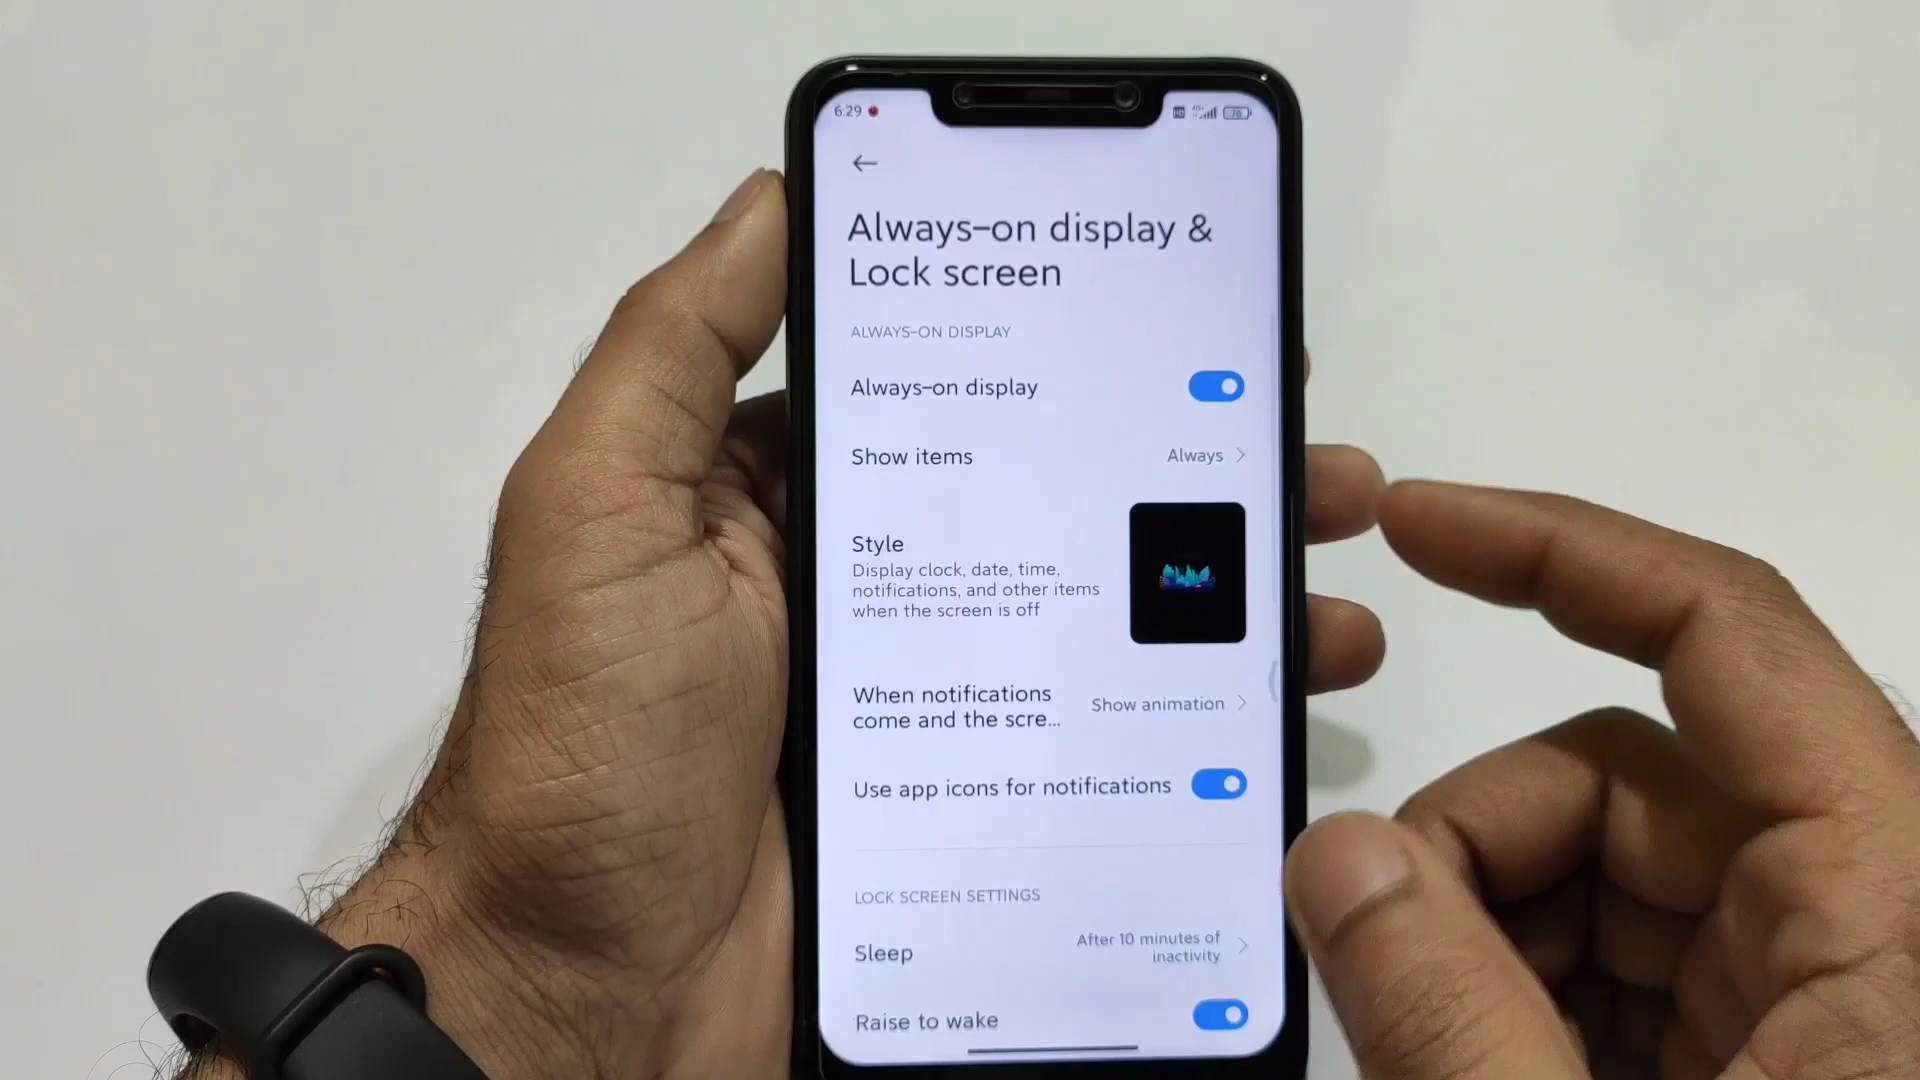 6:29
76
Always-on display &
Lock screen
ALWAYS-ON DISPLAY
Always-on display
Show items
Always
Style
Display clock, date, time,
notifications, and other items
when the screen is off
When notifications
come and the scre...
Show animation
Use app icons for notifications
LOCK SCREEN SETTINGS
Sleep
After 10 minutes of
inactivity
Raise to wake